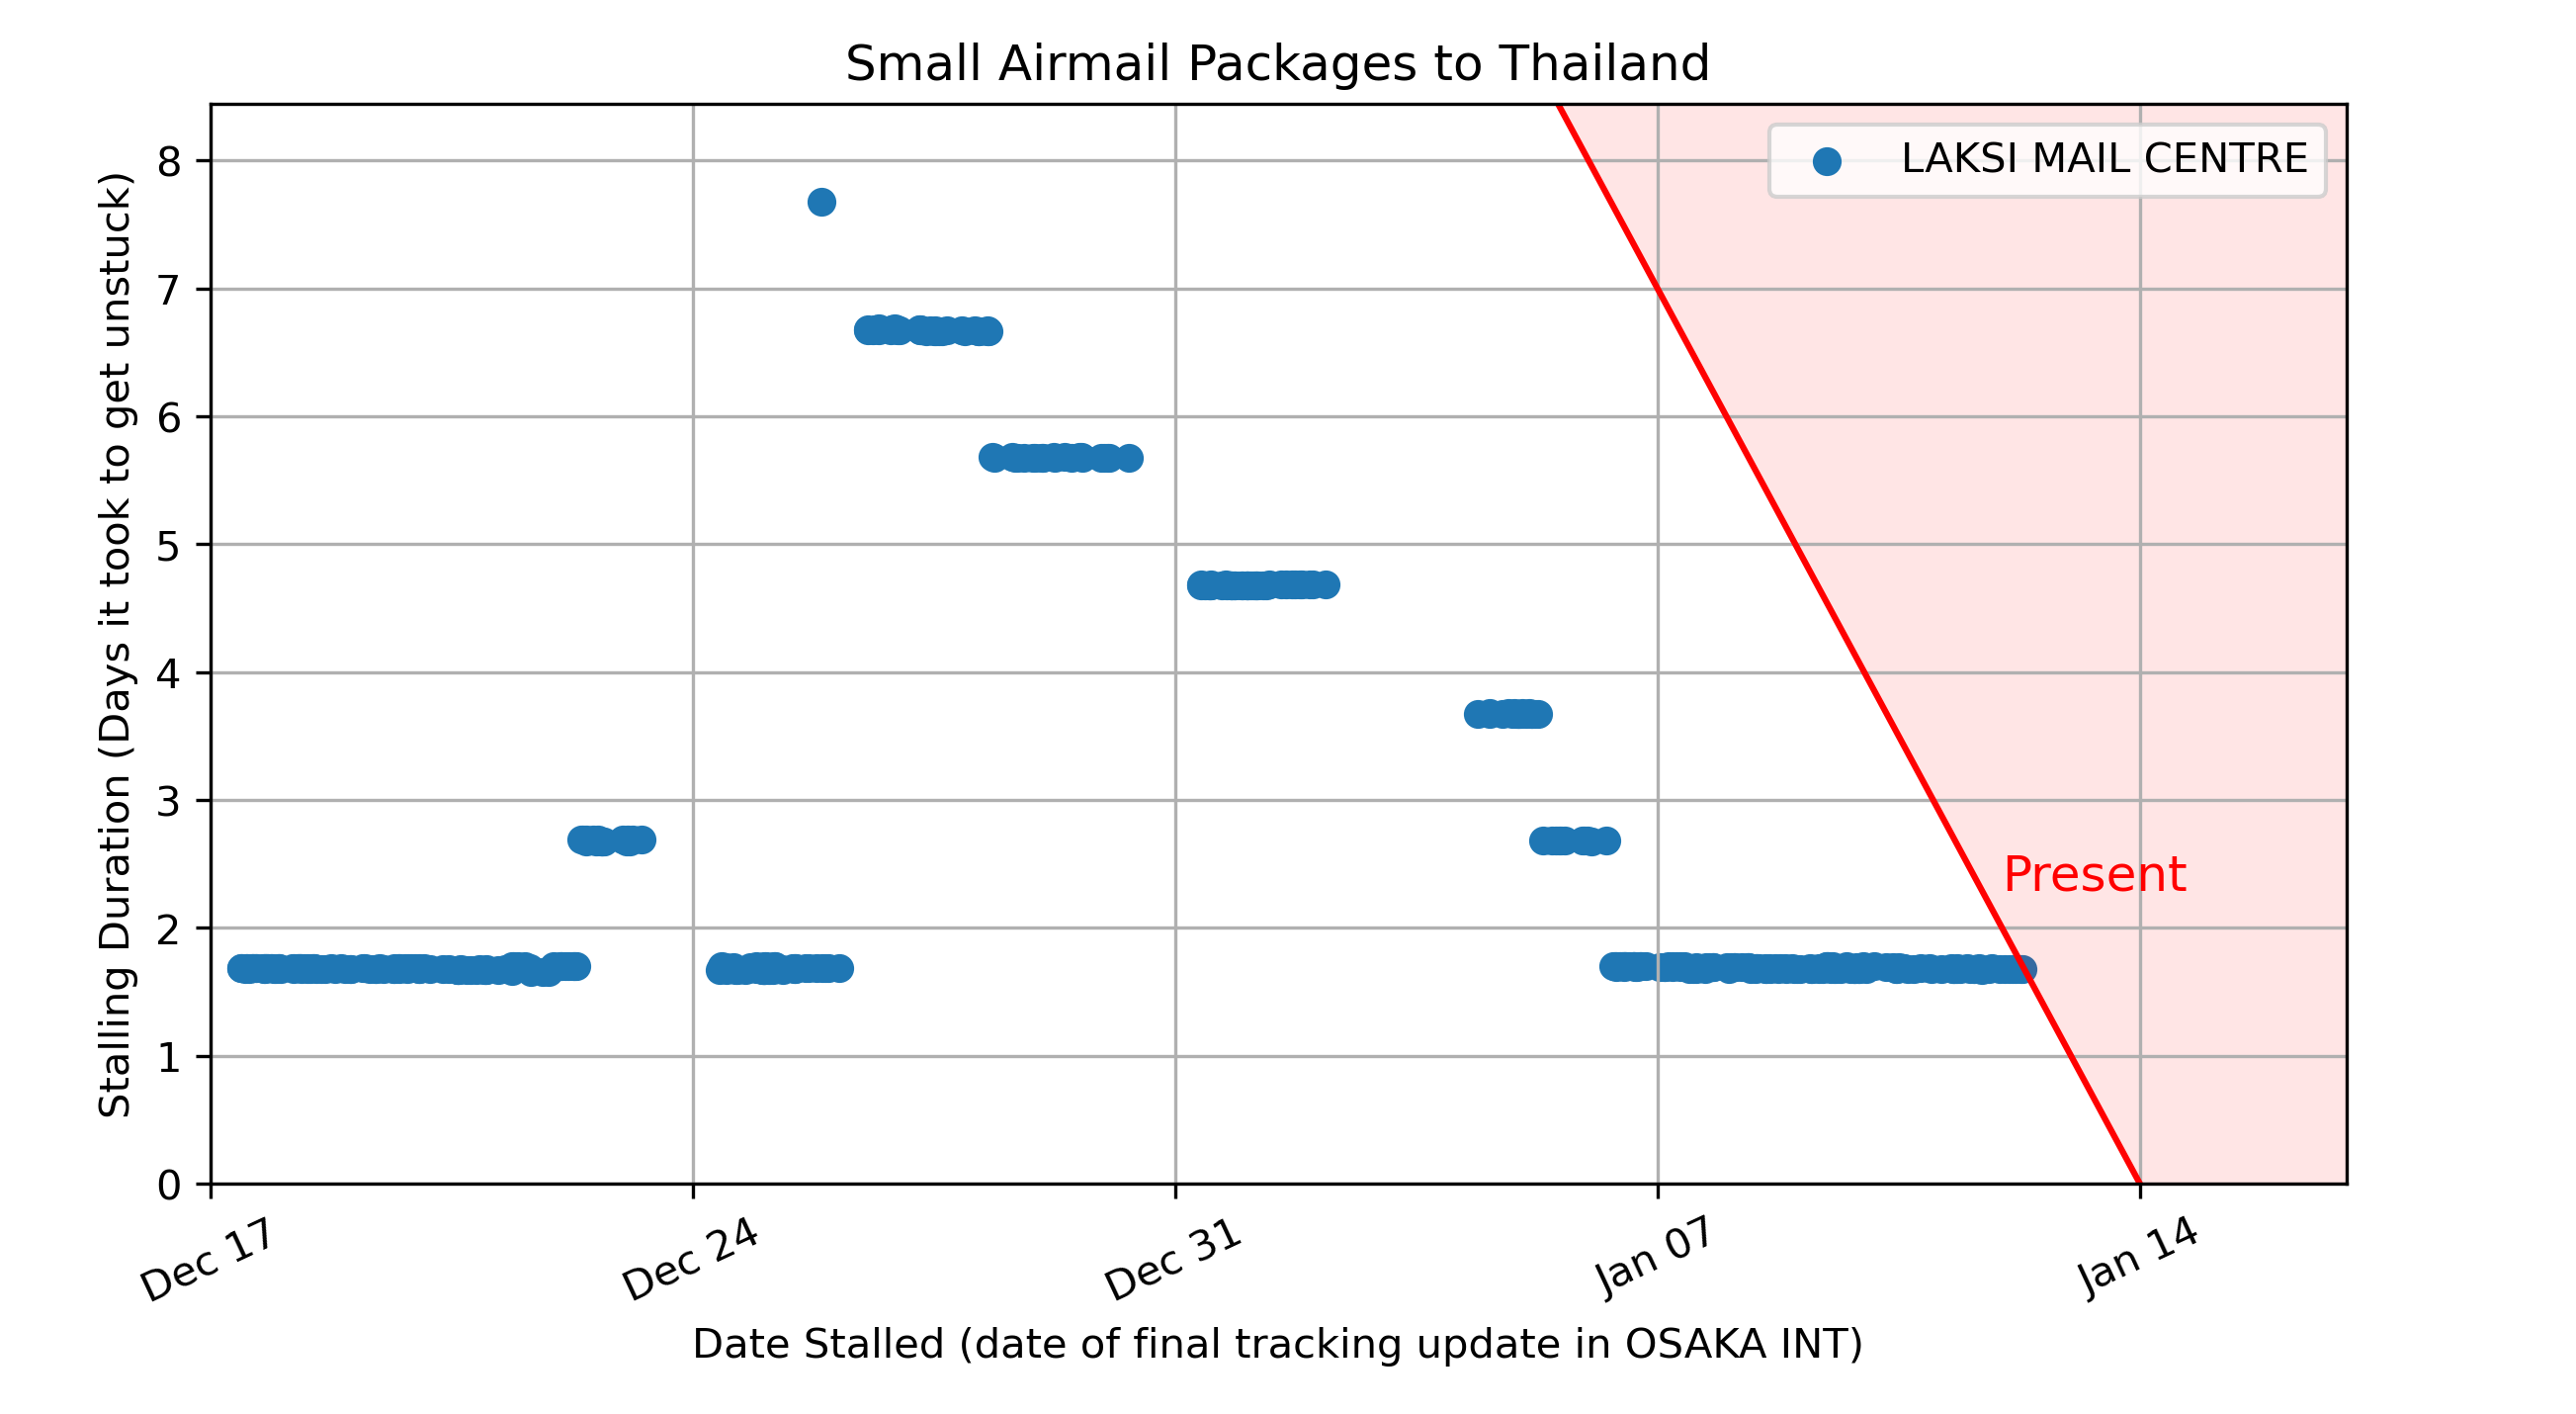 Small Airmail Packages to Thailand
LAKSI MAIL CENTRE
Stalling Duration (Days it took to get unstuck)
8
7
6
5
4
3
2
1
0
Present
Dec 17
Dec 24
Dec 31
Jan 07
Jan 14
Date Stalled (date of final tracking update in OSAKA INT)